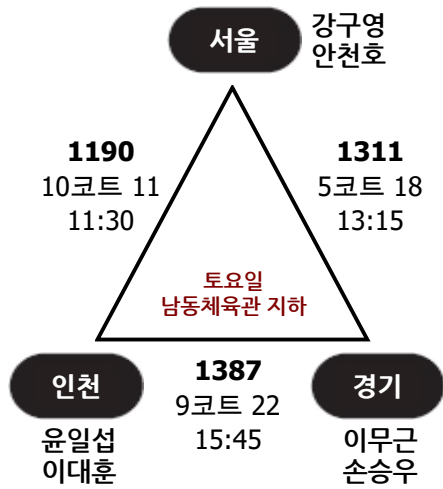 서울
강구영
안천호
1190
10코트 11
11:30
1311
5코트 18
13:15
토요일
남동체육관 지하
인천
윤일섭
이대훈
1387
9코트 22
15:45
경기
이무근
손승우